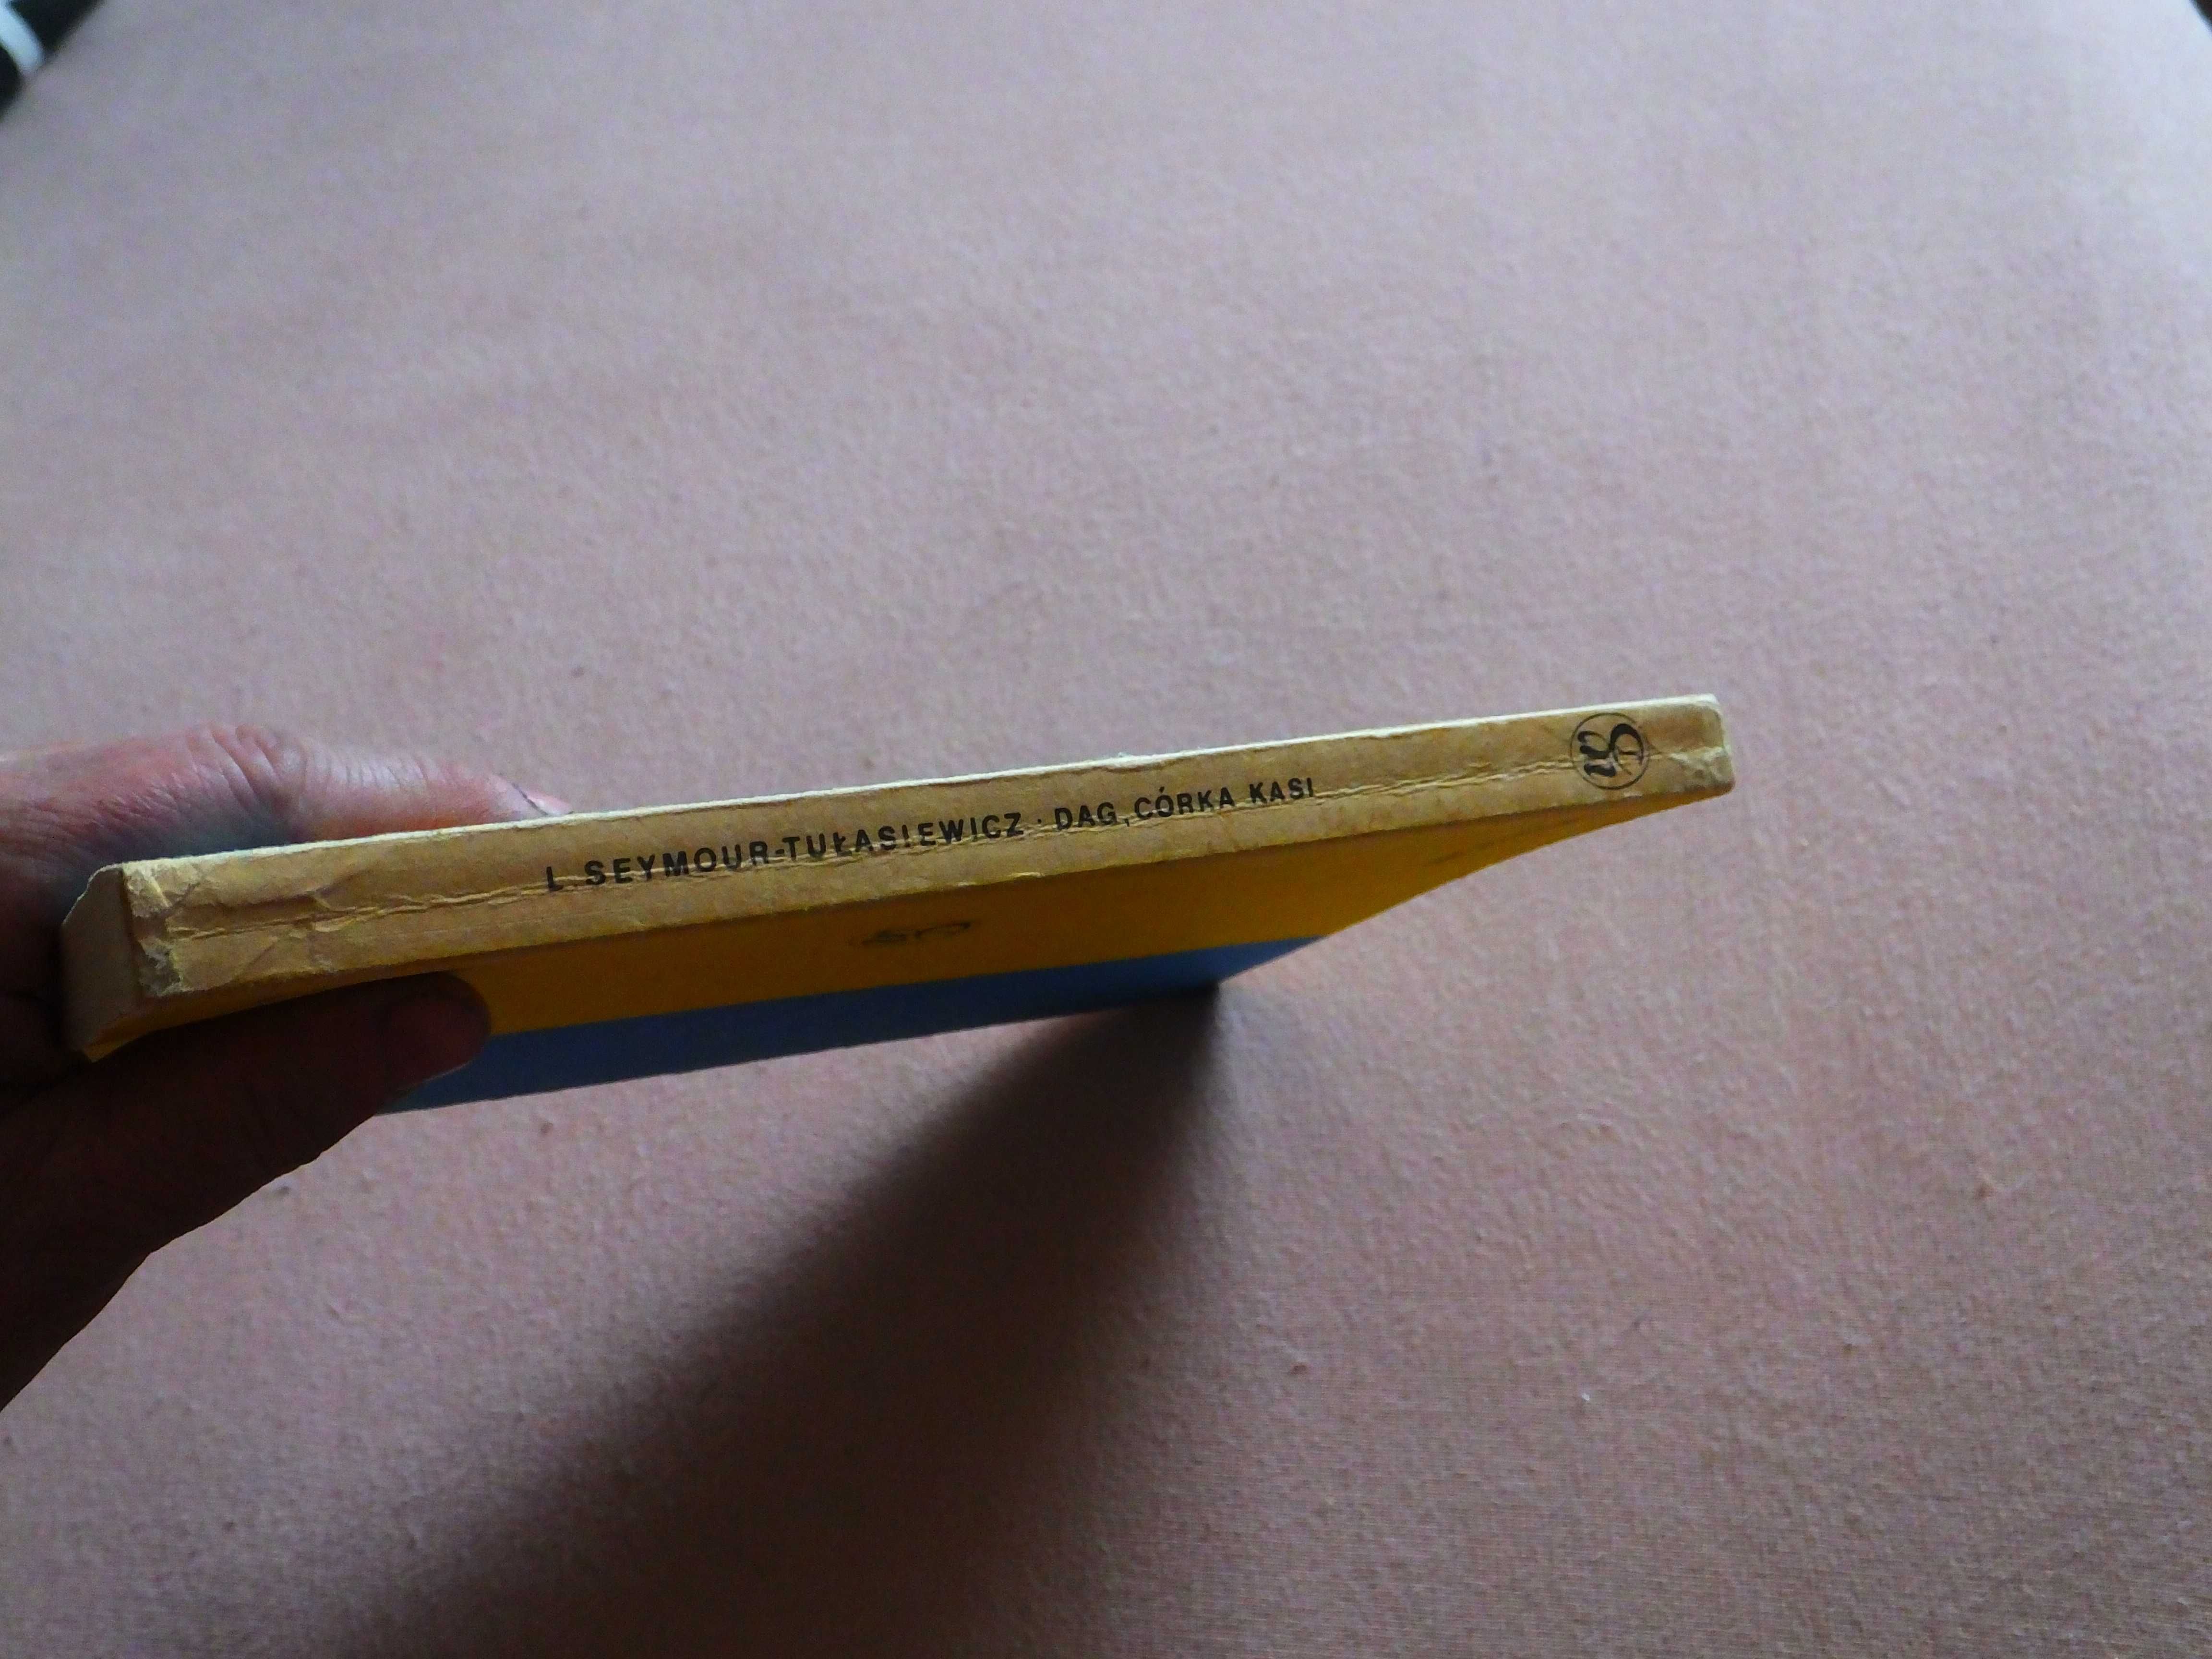 L. SEYMOUR-TUŁASIEWICZ · DAG, CÓRKA KASI